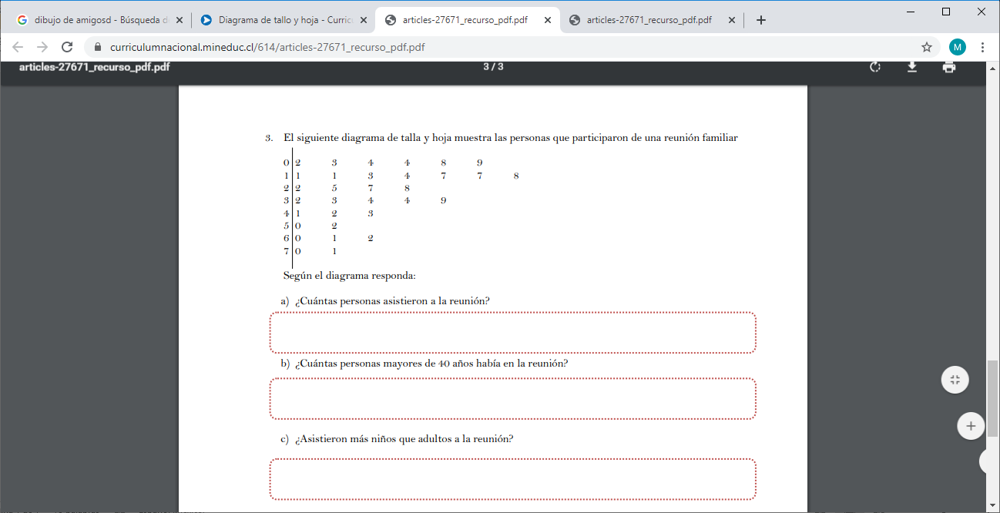 dibujo de amigosd - Búsqueda d
Diagrama de tallo y hoja - Curric
articles-27671_recurso_pdf.pdf
articles-27671_recurso_pdf.pdf
curriculumnacional.mineduc.cl/614/articles-27671_recurso_pdf.pdf
M
articles-27671_recurso_pdf.pdf
3 / 3
3. El siguiente diagrama de talla y hoja muestra las personas que participaron de una reunión familiar
0 2 3 4 4 8 9
1 1 1 3 4 7 7 8
2 2 5 7 8
3 2 3 4 4 9
4 1 2 3
5 0 2
6 0 1 2
7 0 1
Según el diagrama responda:
a) ¿Cuántas personas asistieron a la reunión?
b) ¿Cuántas personas mayores de 40 años había en la reunión?
c) ¿Asistieron más niños que adultos a la reunión?